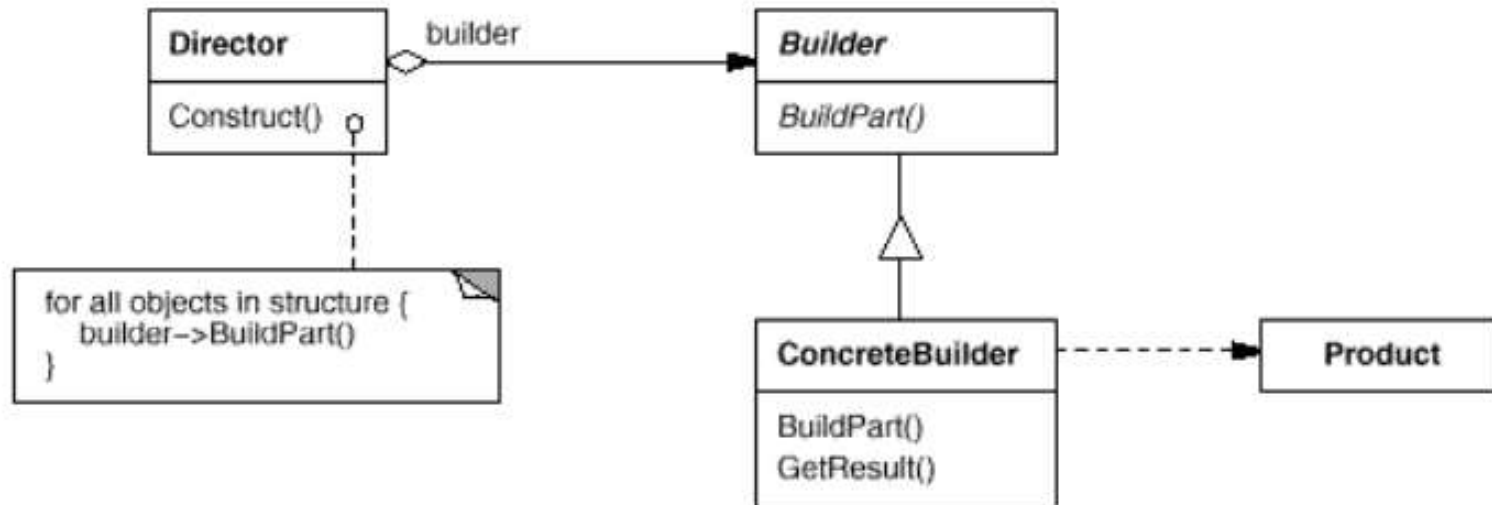 Director
builder
Builder
Construct()
BuildPart()
for all objects in structure {
builder->BuildPart()
}
ConcreteBuilder
Product
BuildPart()
GetResult()